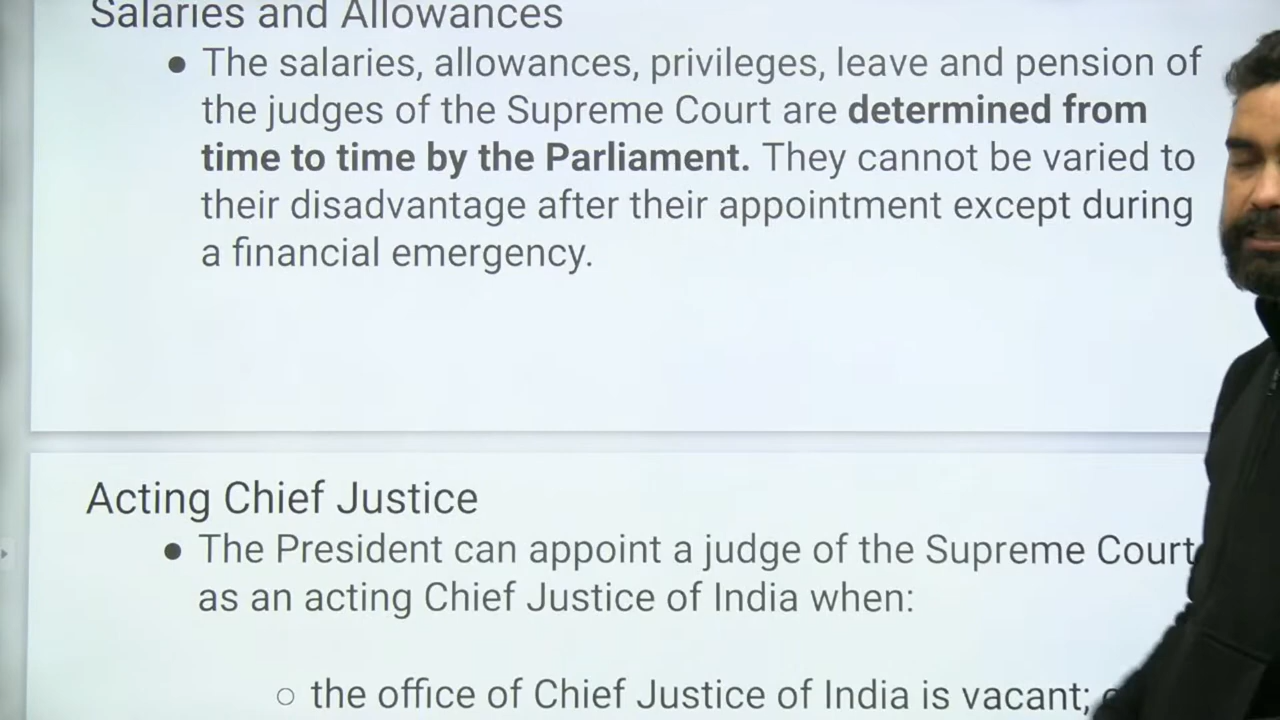 Salaries and Allowances
● The salaries, allowances, privileges, leave and pension of
the judges of the Supreme Court are determined from
time to time by the Parliament. They cannot be varied to
their disadvantage after their appointment except during
a financial emergency.
Acting Chief Justice
● The President can appoint a judge of the Supreme Court
as an acting Chief Justice of India when:
○ the office of Chief Justice of India is vacant;